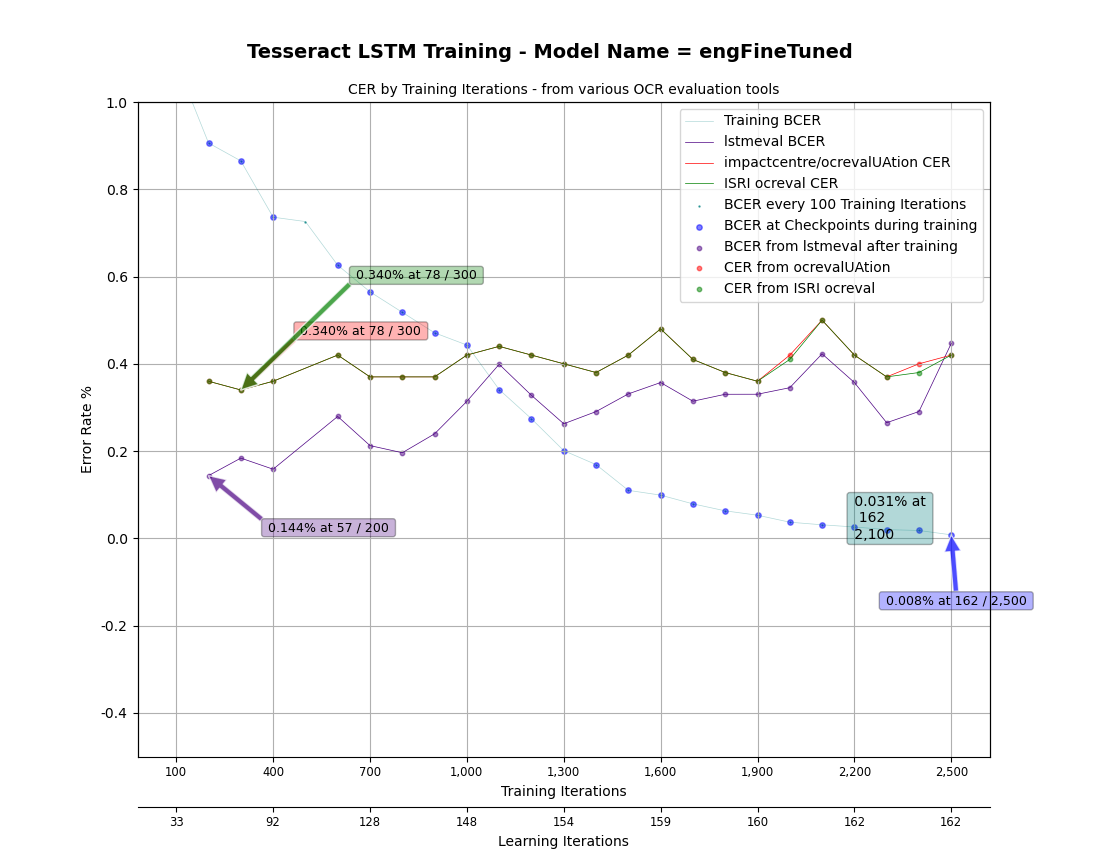 Tesseract LSTM Training - Model Name = engFineTuned
CER by Training Iterations - from various OCR evaluation tools
1.0
0.8
0.6
0.4
0.2
0.0
-0.2
-0.4
Error Rate %
Training BCER
lstmeval BCER
impactcentre/ocrevalUAtion CER
ISRI ocreval CER
BCER every 100 Training Iterations
BCER at Checkpoints during training
BCER from lstmeval after training
CER from ocrevalUAtion
CER from ISRI ocreval
0.340% at 78 / 300
0.340% at 78 / 300
0.144% at 57 / 200
0.031% at
162
2,100
0.008% at 162 / 2,500
100 400 700 1,000 1,300 1,600 1,900 2,200 2,500
Training Iterations
33 92 128 148 154 159 160 162 162
Learning Iterations